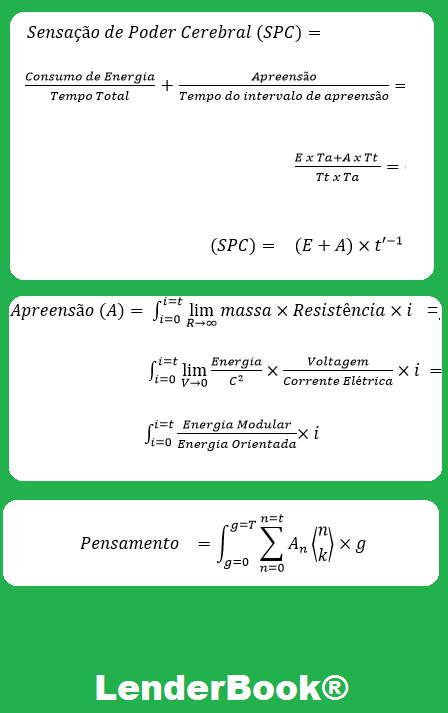 Sensação de Poder Cerebral (SPC) =
Consumo de Energia/Tempo Total + Apreensão/Tempo do intervalo de apreensão =
E x Ta+A x Tt/Tt x Ta =
(SPC) = (E + A) × t′⁻¹
Apreensão (A) = ∫_{i=0}^{i=t} lim_{R→∞} massa × Resistência × i =
∫_{i=0}^{i=t} lim_{V→0} Energia/C² × Voltagem/Corrente Elétrica × i =
∫_{i=0}^{i=t} Energia Modular/Energia Orientada × i
Pensamento = ∫_{g=0}^{g=T} ∑_{n=0}^{n=t} Aₙ ⟨n k⟩ × g
LenderBook®